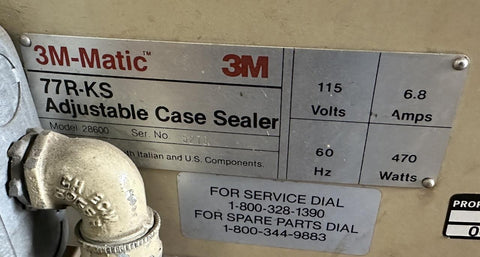 3M-Matic™ 3M
77R-KS
Adjustable Case Sealer
Model 28600 Ser. No.
Italian and U.S. Components.
115
Volts
6.8
Amps
60
Hz
470
Watts
FOR SERVICE DIAL
1-800-328-1390
FOR SPARE PARTS DIAL
1-800-344-9883